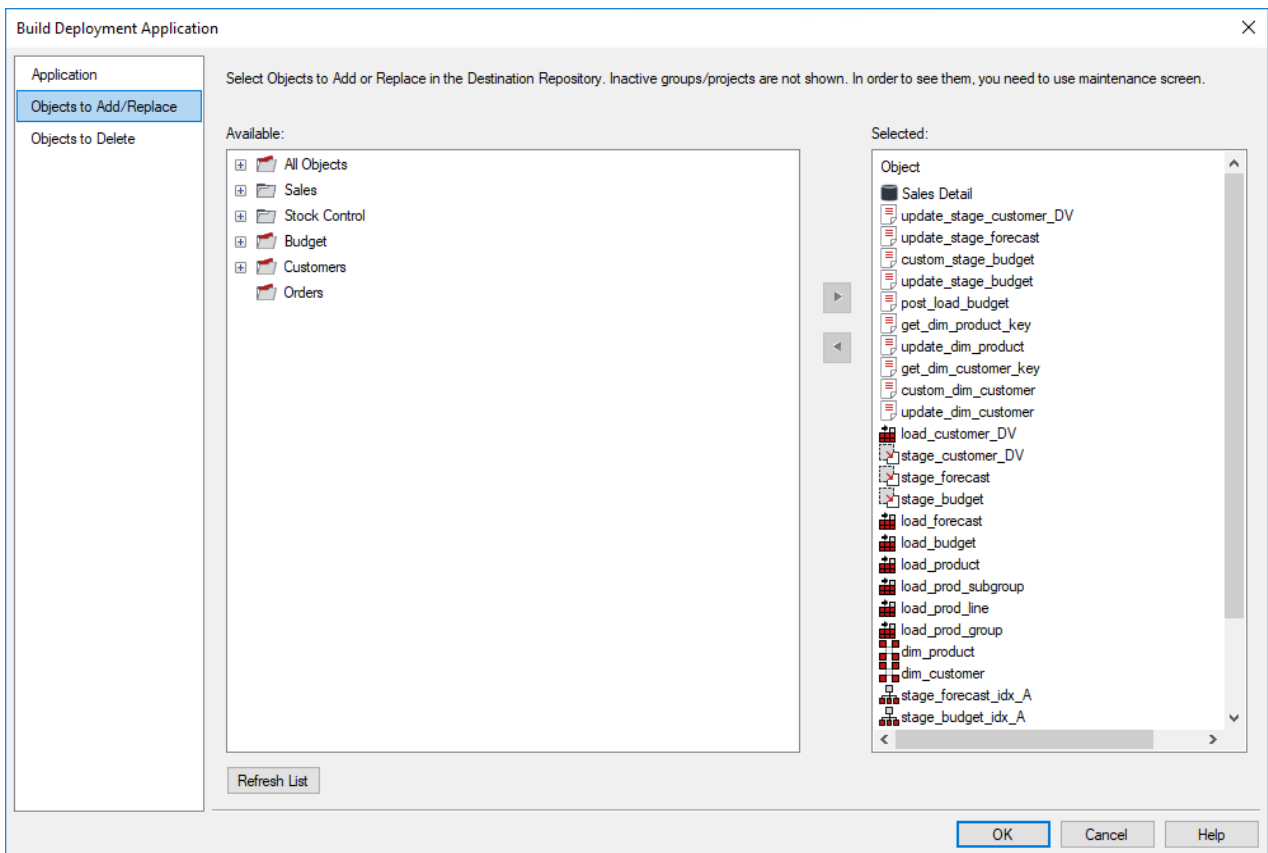 Build Deployment Application
Application
Objects to Add/Replace
Objects to Delete
Select Objects to Add or Replace in the Destination Repository. Inactive groups/projects are not shown. In order to see them, you need to use maintenance screen.
Available:
All Objects
Sales
Stock Control
Budget
Customers
Orders
Refresh List
Selected:
Object
Sales Detail
update_stage_customer_DV
update_stage_forecast
custom_stage_budget
update_stage_budget
post_load_budget
get_dim_product_key
update_dim_product
get_dim_customer_key
custom_dim_customer
update_dim_customer
load_customer_DV
stage_customer_DV
stage_forecast
stage_budget
load_forecast
load_budget
load_product
load_prod_subgroup
load_prod_line
load_prod_group
dim_product
dim_customer
stage_forecast_idx_A
stage_budget_idx_A
OK Cancel Help